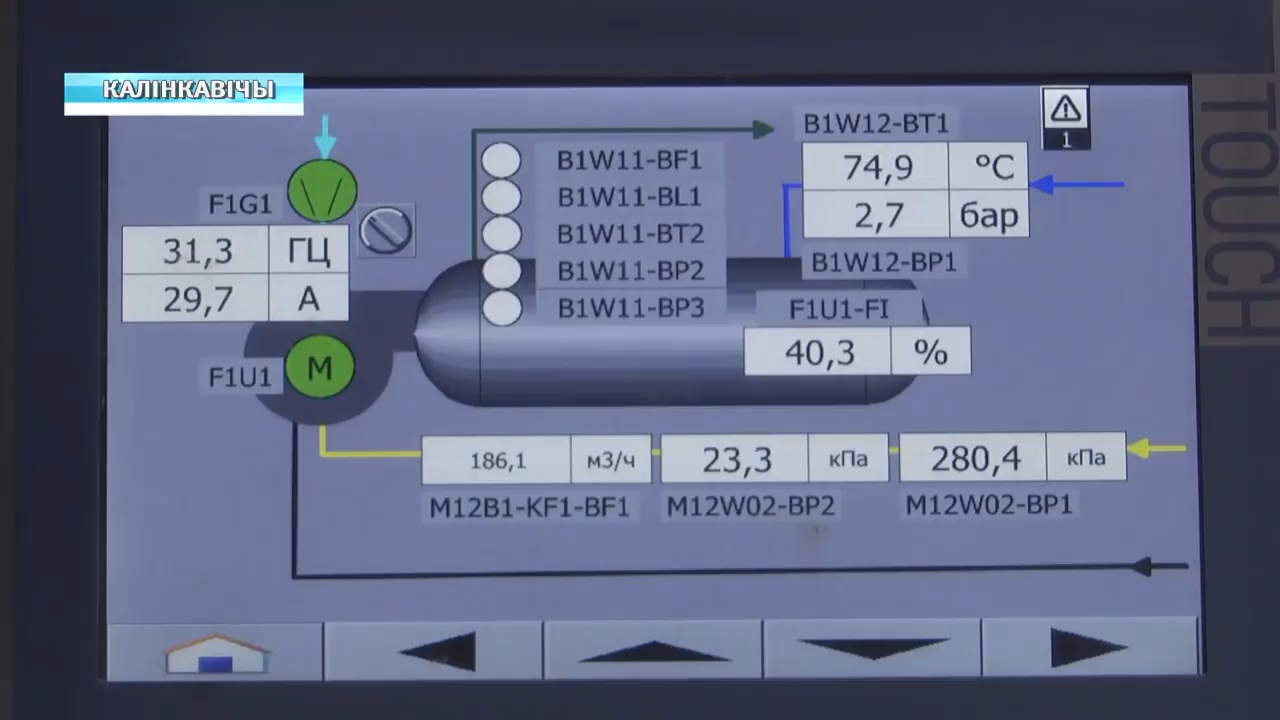 КАЛІНКАВІЧЫ
TOUCH
B1W12-BT1
1
74,9 °C
2,7 бар
B1W12-BP1
B1W11-BF1
B1W11-BL1
B1W11-BT2
B1W11-BP2
B1W11-BP3
F1G1
31,3 ГЦ
29,7 А
F1U1
M
F1U1-FI
40,3 %
186,1 м3/ч
23,3 кПа
280,4 кПа
M12B1-KF1-BF1
M12W02-BP2
M12W02-BP1